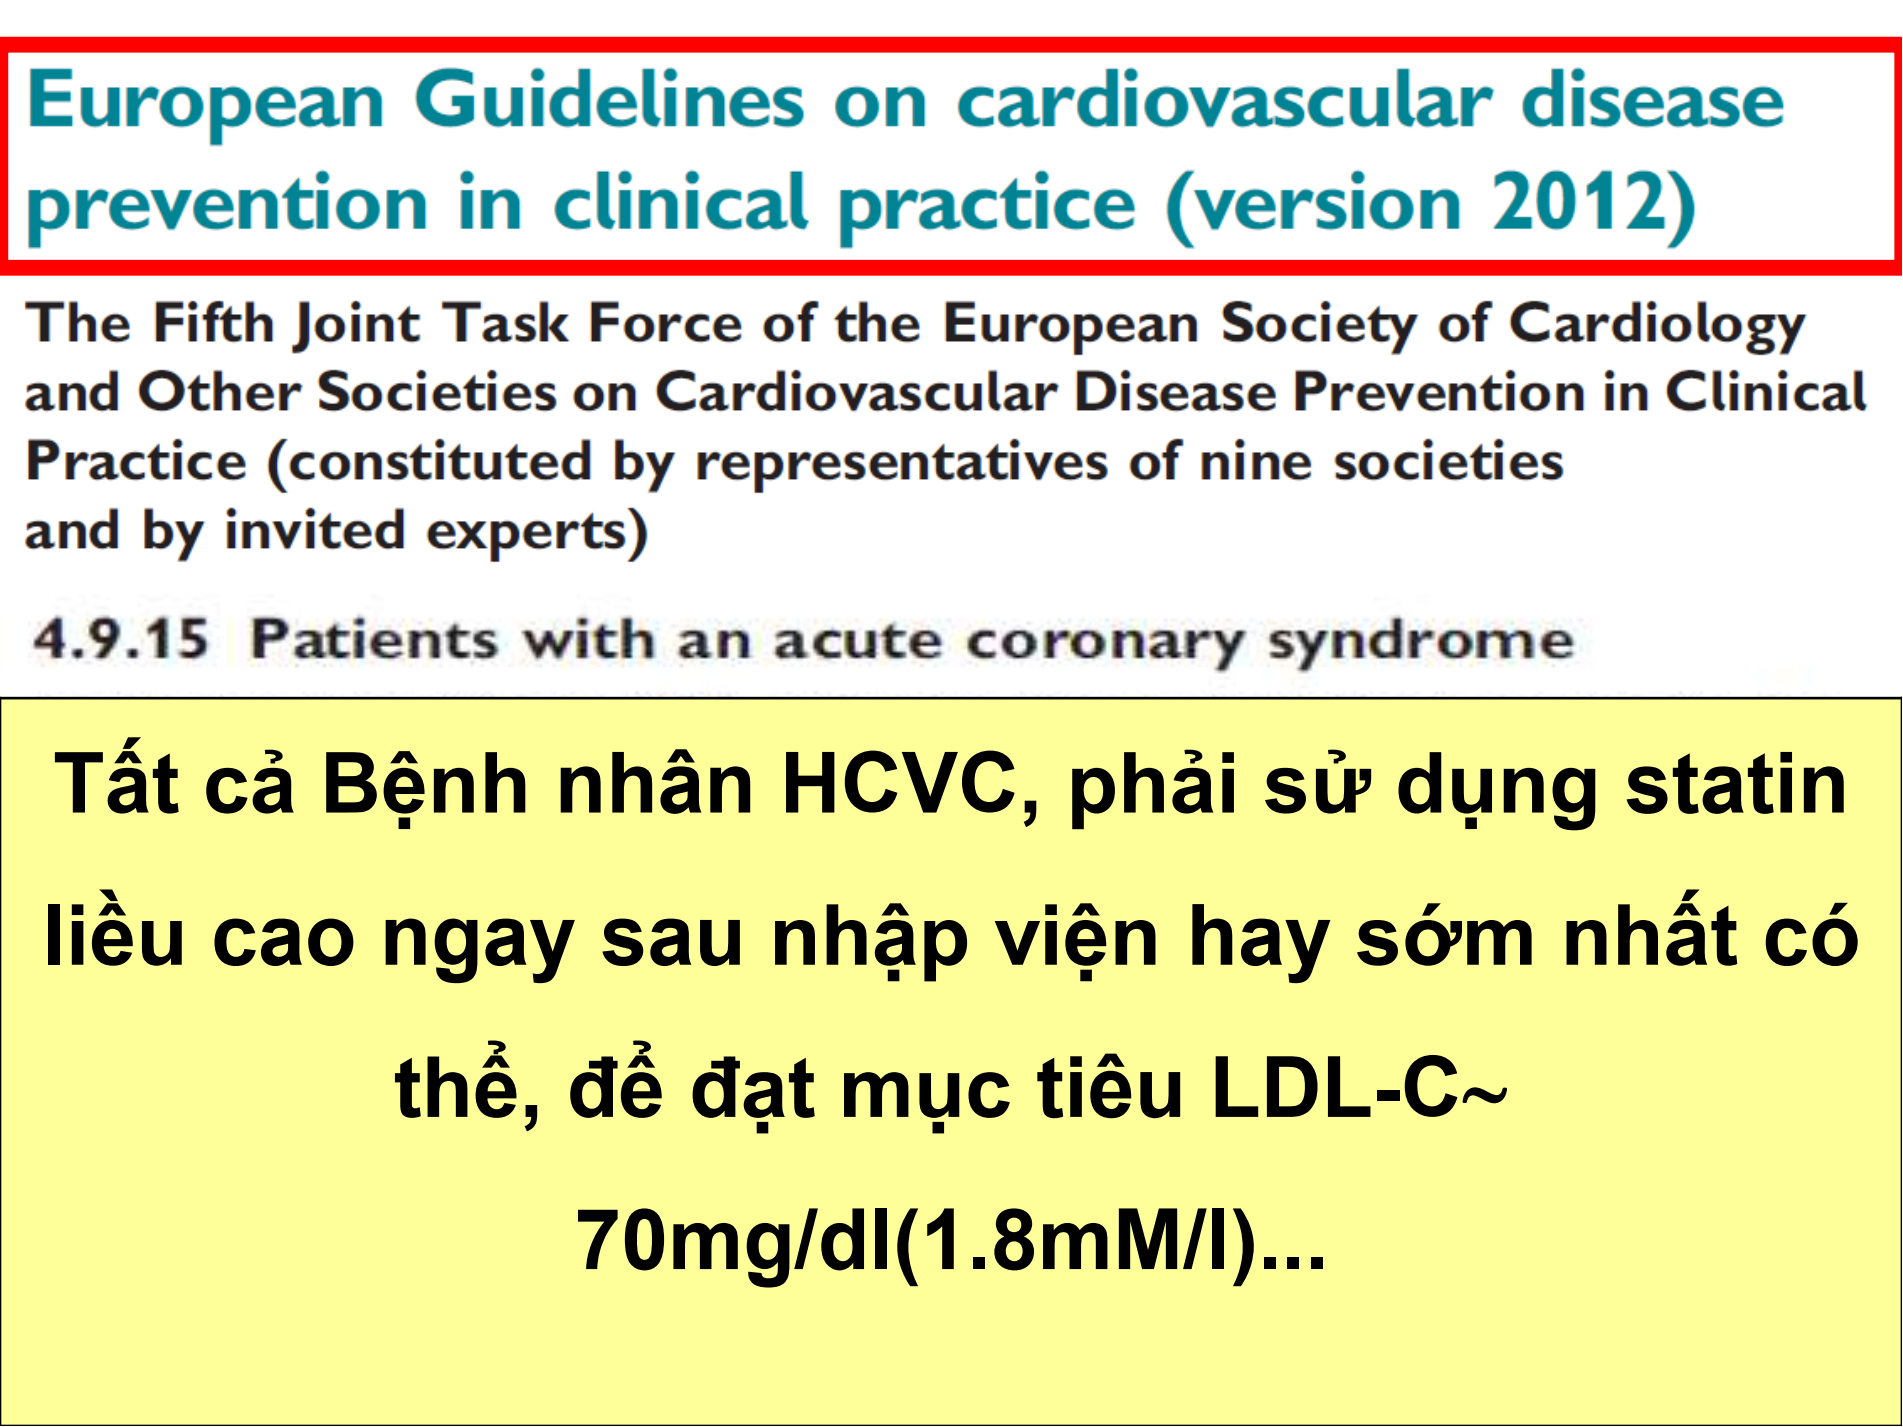 European Guidelines on cardiovascular disease
prevention in clinical practice (version 2012)
The Fifth Joint Task Force of the European Society of Cardiology
and Other Societies on Cardiovascular Disease Prevention in Clinical
Practice (constituted by representatives of nine societies
and by invited experts)
4.9.15 Patients with an acute coronary syndrome
Tất cả Bệnh nhân HCVC, phải sử dụng statin
liều cao ngay sau nhập viện hay sớm nhất có
thể, để đạt mục tiêu LDL-C~
70mg/dl(1.8mM/l)...